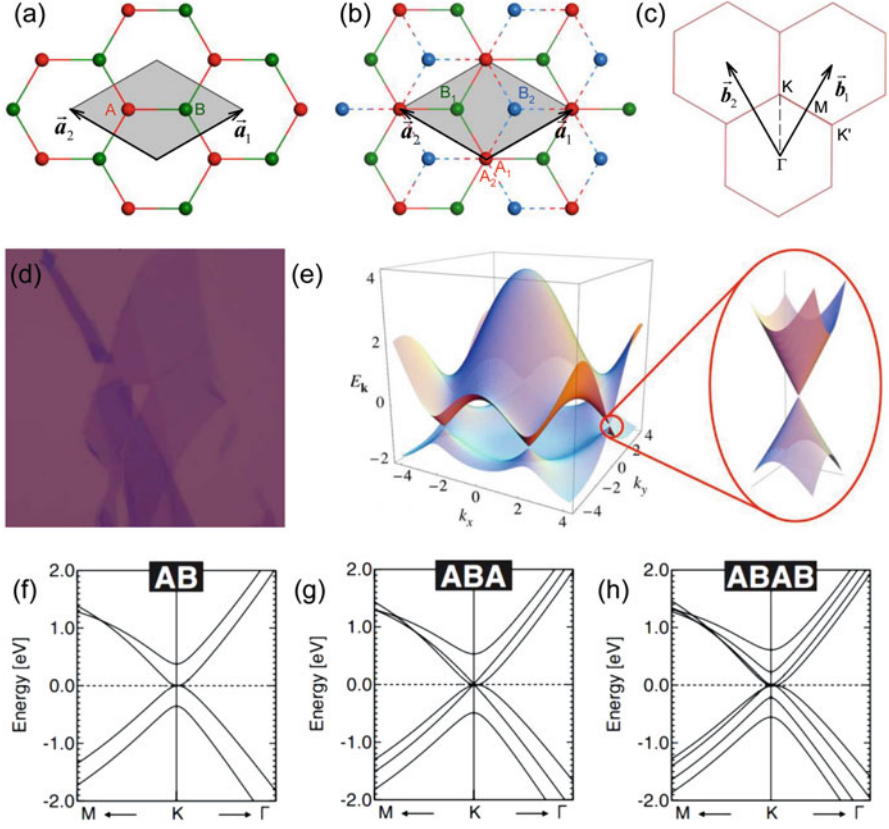 (a)
A
B
a⃗₂
a⃗₁
(b)
B₁
B₂
a⃗₂
a⃗₁
A₁
A₂
(c)
b⃗₂
b⃗₁
K
M
K'
Γ
(d)
(e)
4
2
0
−2
E𝐤
−4
−2
0
2
4
kₓ
4
2
0
−2
−4
k_y
(f)
AB
2.0
1.0
0.0
-1.0
-2.0
Energy [eV]
M ← K → Γ
(g)
ABA
2.0
1.0
0.0
-1.0
-2.0
Energy [eV]
M ← K → Γ
(h)
ABAB
2.0
1.0
0.0
-1.0
-2.0
Energy [eV]
M ← K → Γ